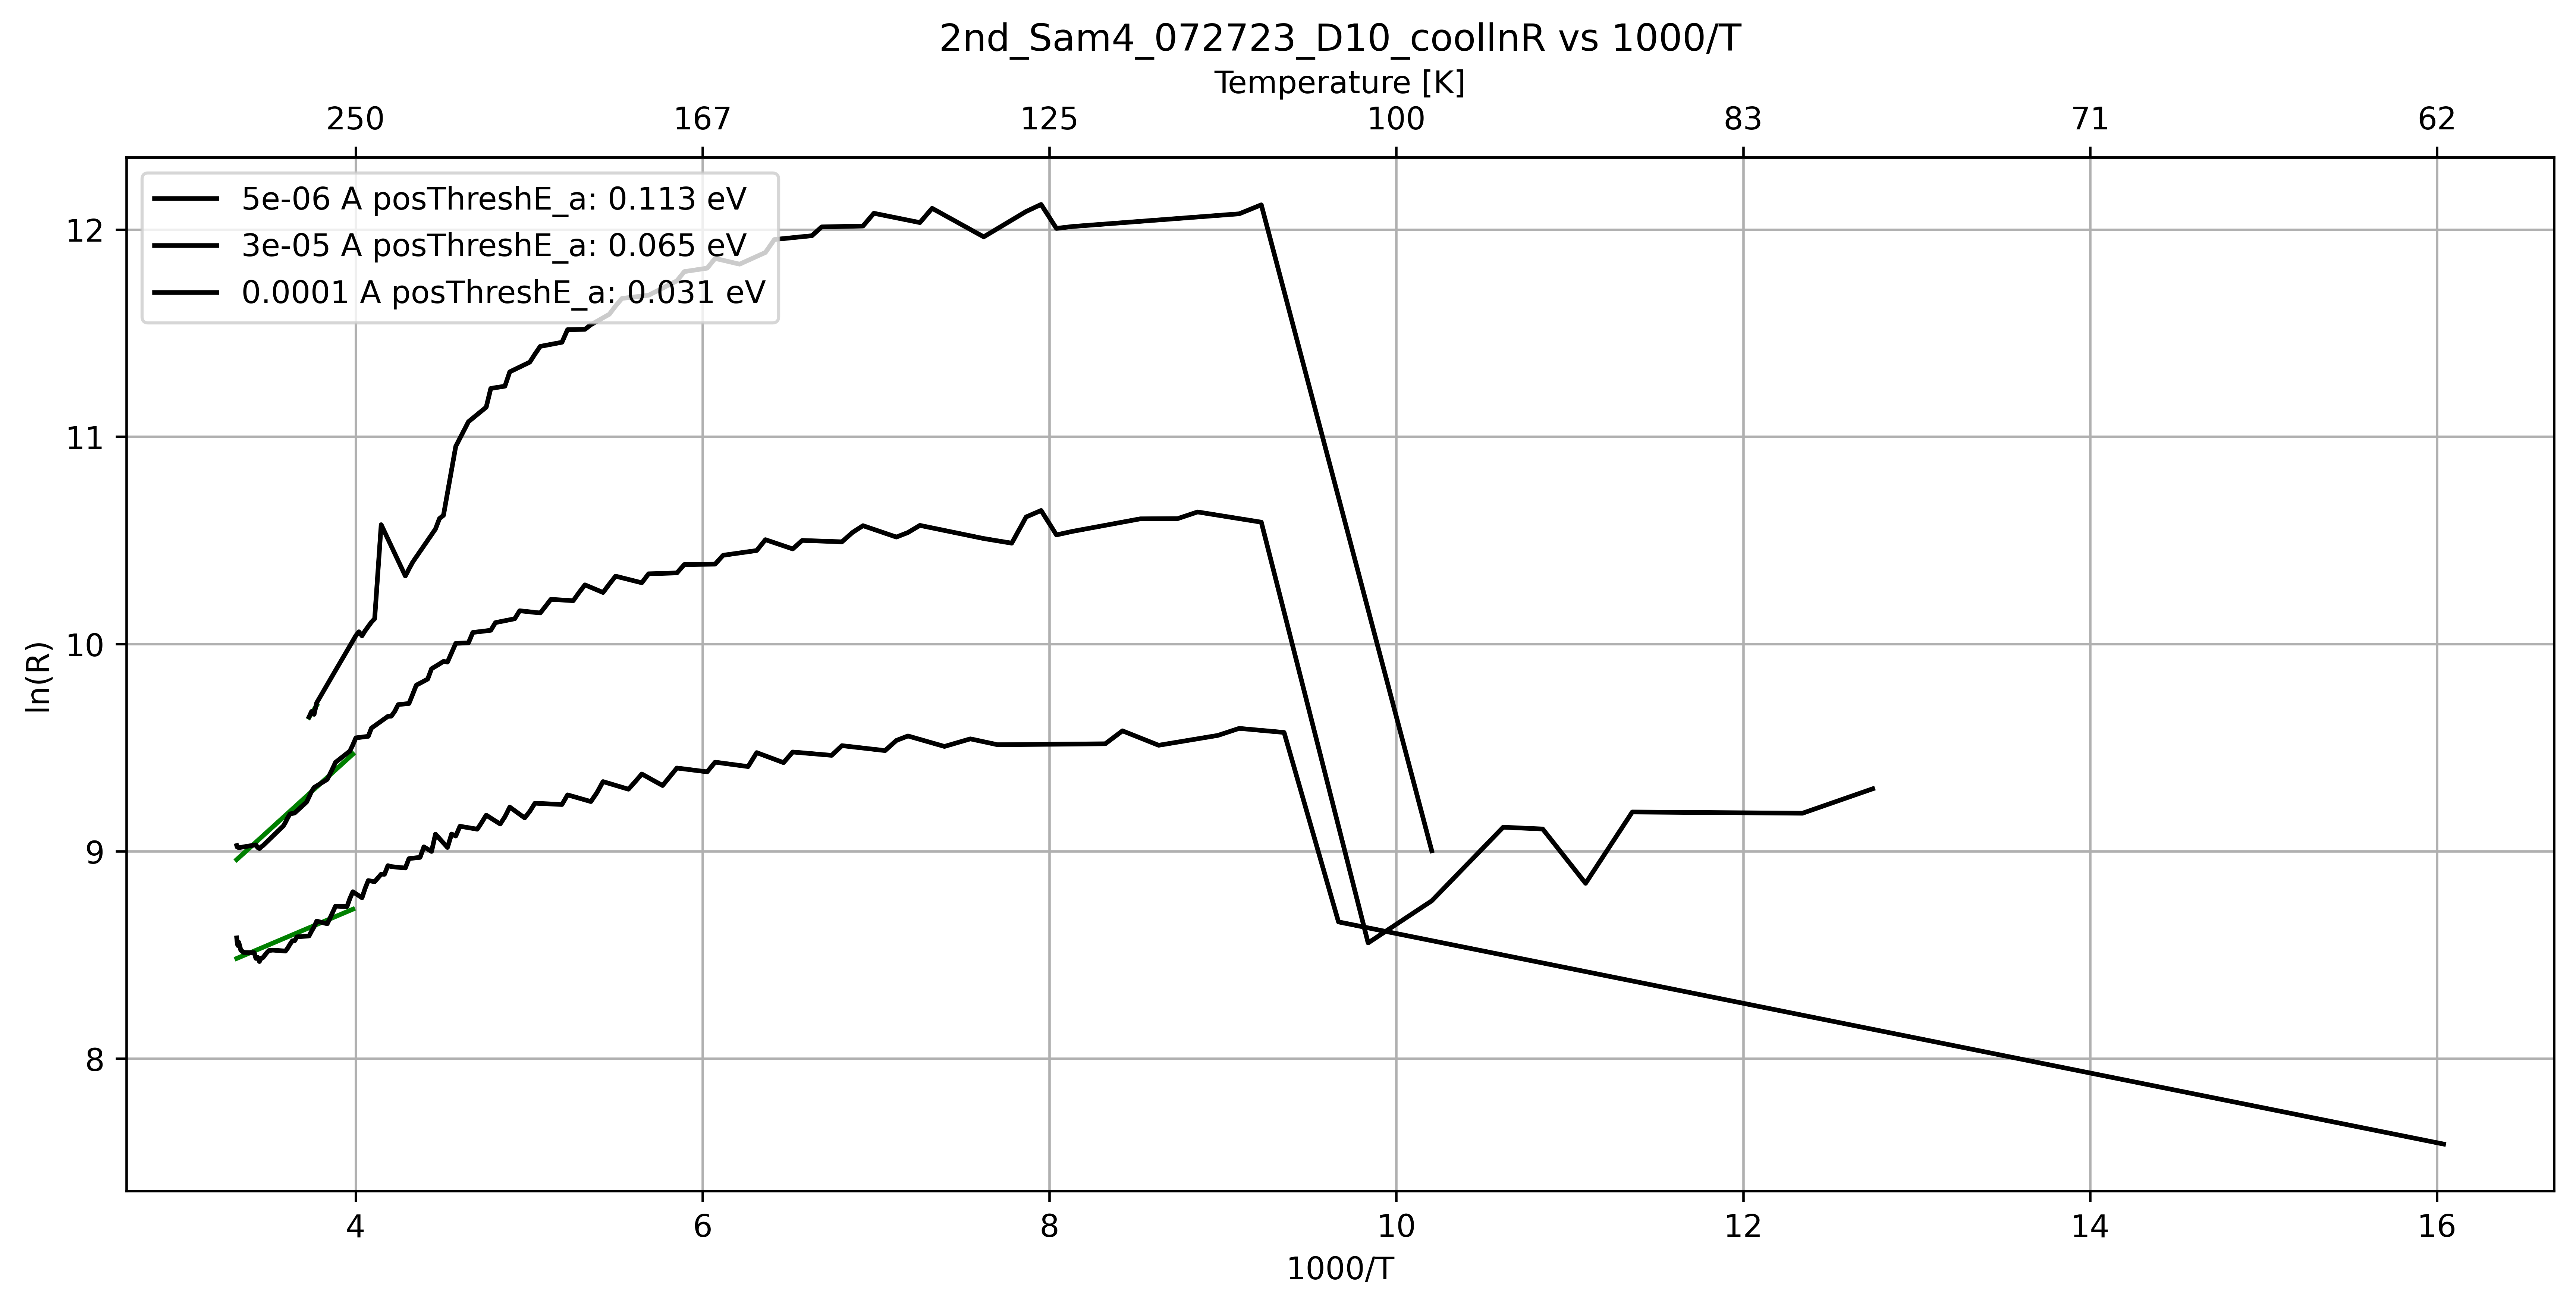 2nd_Sam4_072723_D10_coollnR vs 1000/T
Temperature [K]
250 167 125 100 83 71 62
5e-06 A posThreshE_a: 0.113 eV
3e-05 A posThreshE_a: 0.065 eV
0.0001 A posThreshE_a: 0.031 eV
12
11
10
9
8
ln(R)
4 6 8 10 12 14 16
1000/T